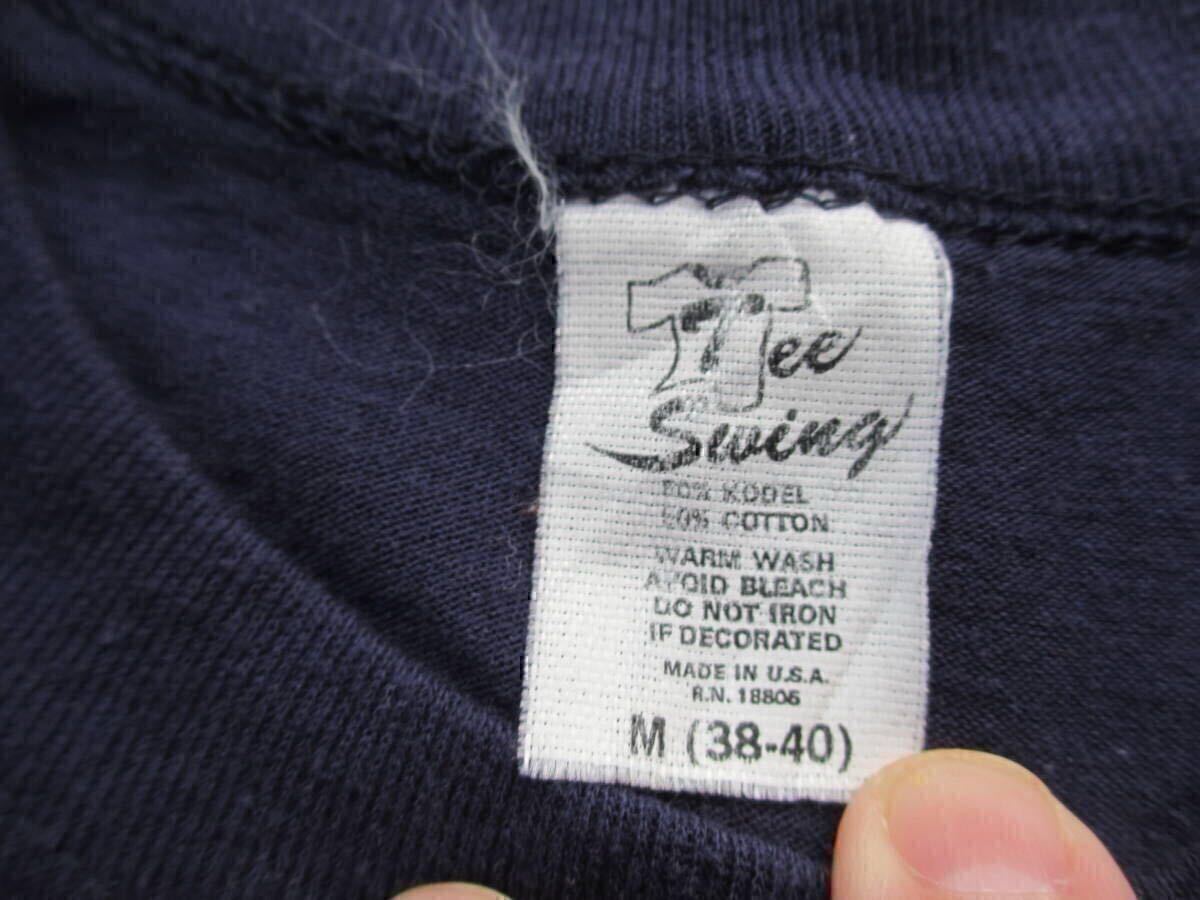 Tee
Swing
50% KODEL
50% COTTON
WARM WASH
AVOID BLEACH
DO NOT IRON
IF DECORATED
MADE IN U.S.A.
R.N. 18806
M (38-40)